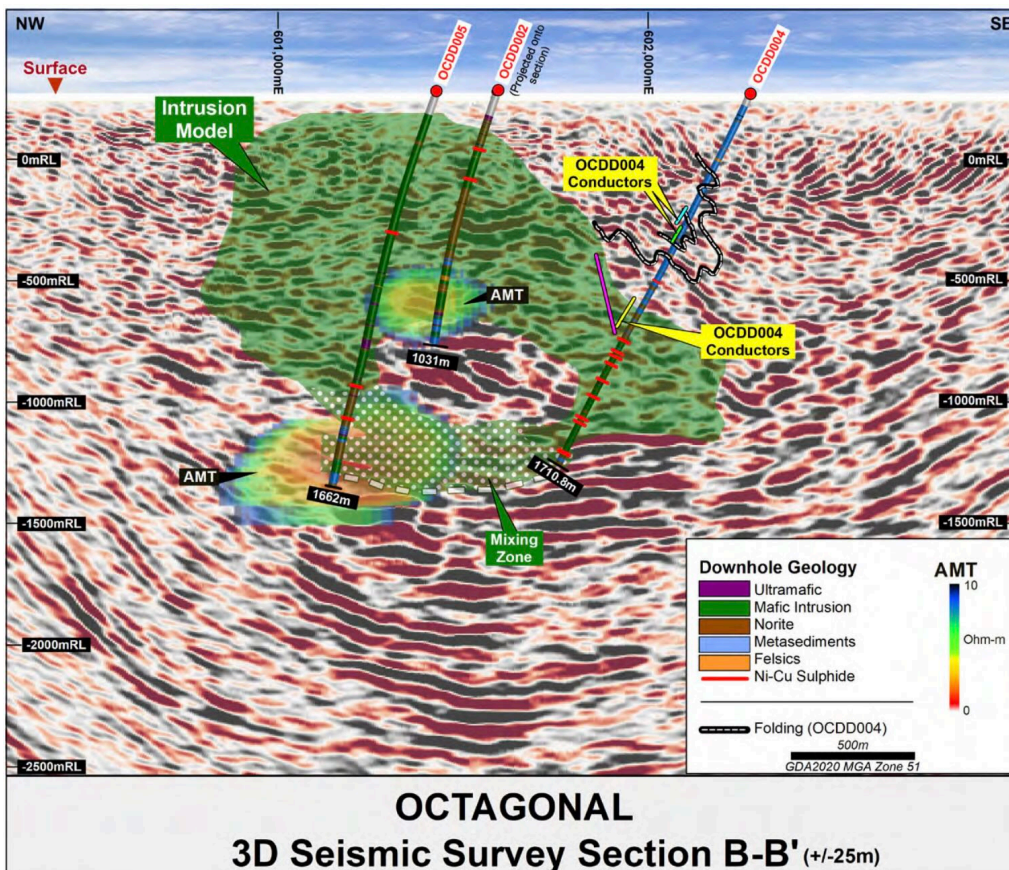 NW
SE
601,000mE
602,000mE
OCDD005
OCDD002
(Projected onto
section)
OCDD004
Surface
Intrusion
Model
0mRL
0mRL
OCDD004
Conductors
-500mRL
-500mRL
AMT
OCDD004
Conductors
1031m
-1000mRL
-1000mRL
AMT
1662m
1710.8m
-1500mRL
-1500mRL
Mixing
Zone
Downhole Geology
Ultramafic
Mafic Intrusion
Norite
Metasediments
Felsics
Ni-Cu Sulphide
AMT
10
Ohm-m
0
Folding (OCDD004)
500m
GDA2020 MGA Zone 51
-2000mRL
-2500mRL
OCTAGONAL
3D Seismic Survey Section B-B' (+/-25m)